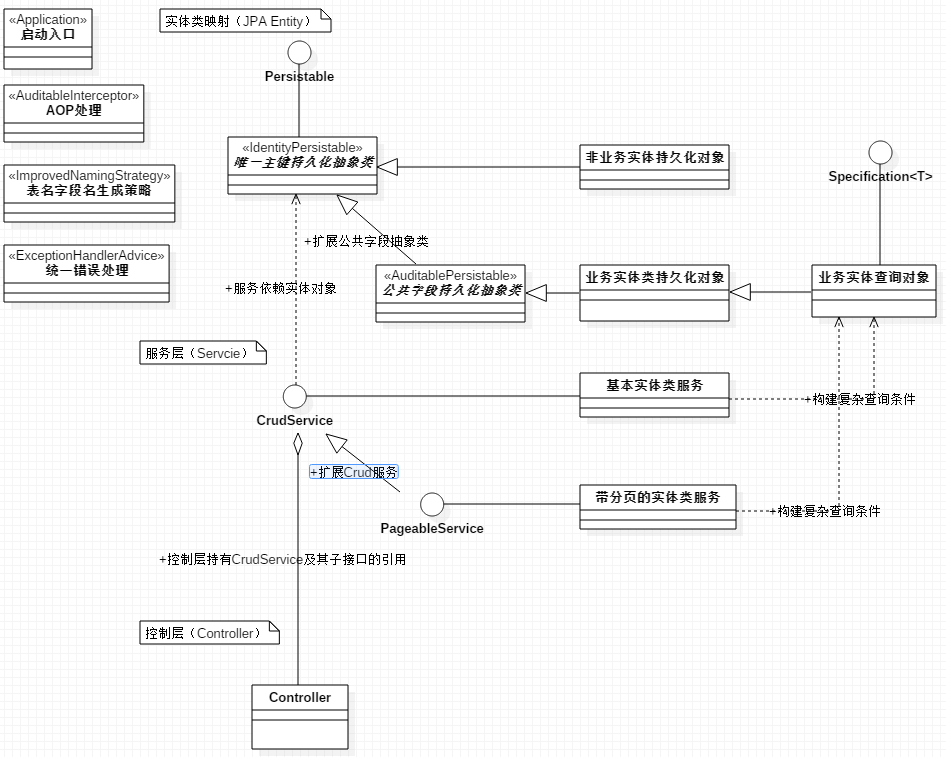 «Application»
启动入口
实体类映射（JPA Entity）
Persistable
«AuditableInterceptor»
AOP处理
«IdentityPersistable»
唯一主键持久化抽象类
非业务实体持久化对象
Specification<T>
«ImprovedNamingStrategy»
表名字段名生成策略
+扩展公共字段抽象类
«ExceptionHandlerAdvice»
统一错误处理
«AuditablePersistable»
公共字段持久化抽象类
业务实体类持久化对象
业务实体查询对象
+服务依赖实体对象
服务层（Servcie）
基本实体类服务
+构建复杂查询条件
CrudService
+扩展Crud服务
带分页的实体类服务
+构建复杂查询条件
PageableService
+控制层持有CrudService及其子接口的引用
控制层（Controller）
Controller